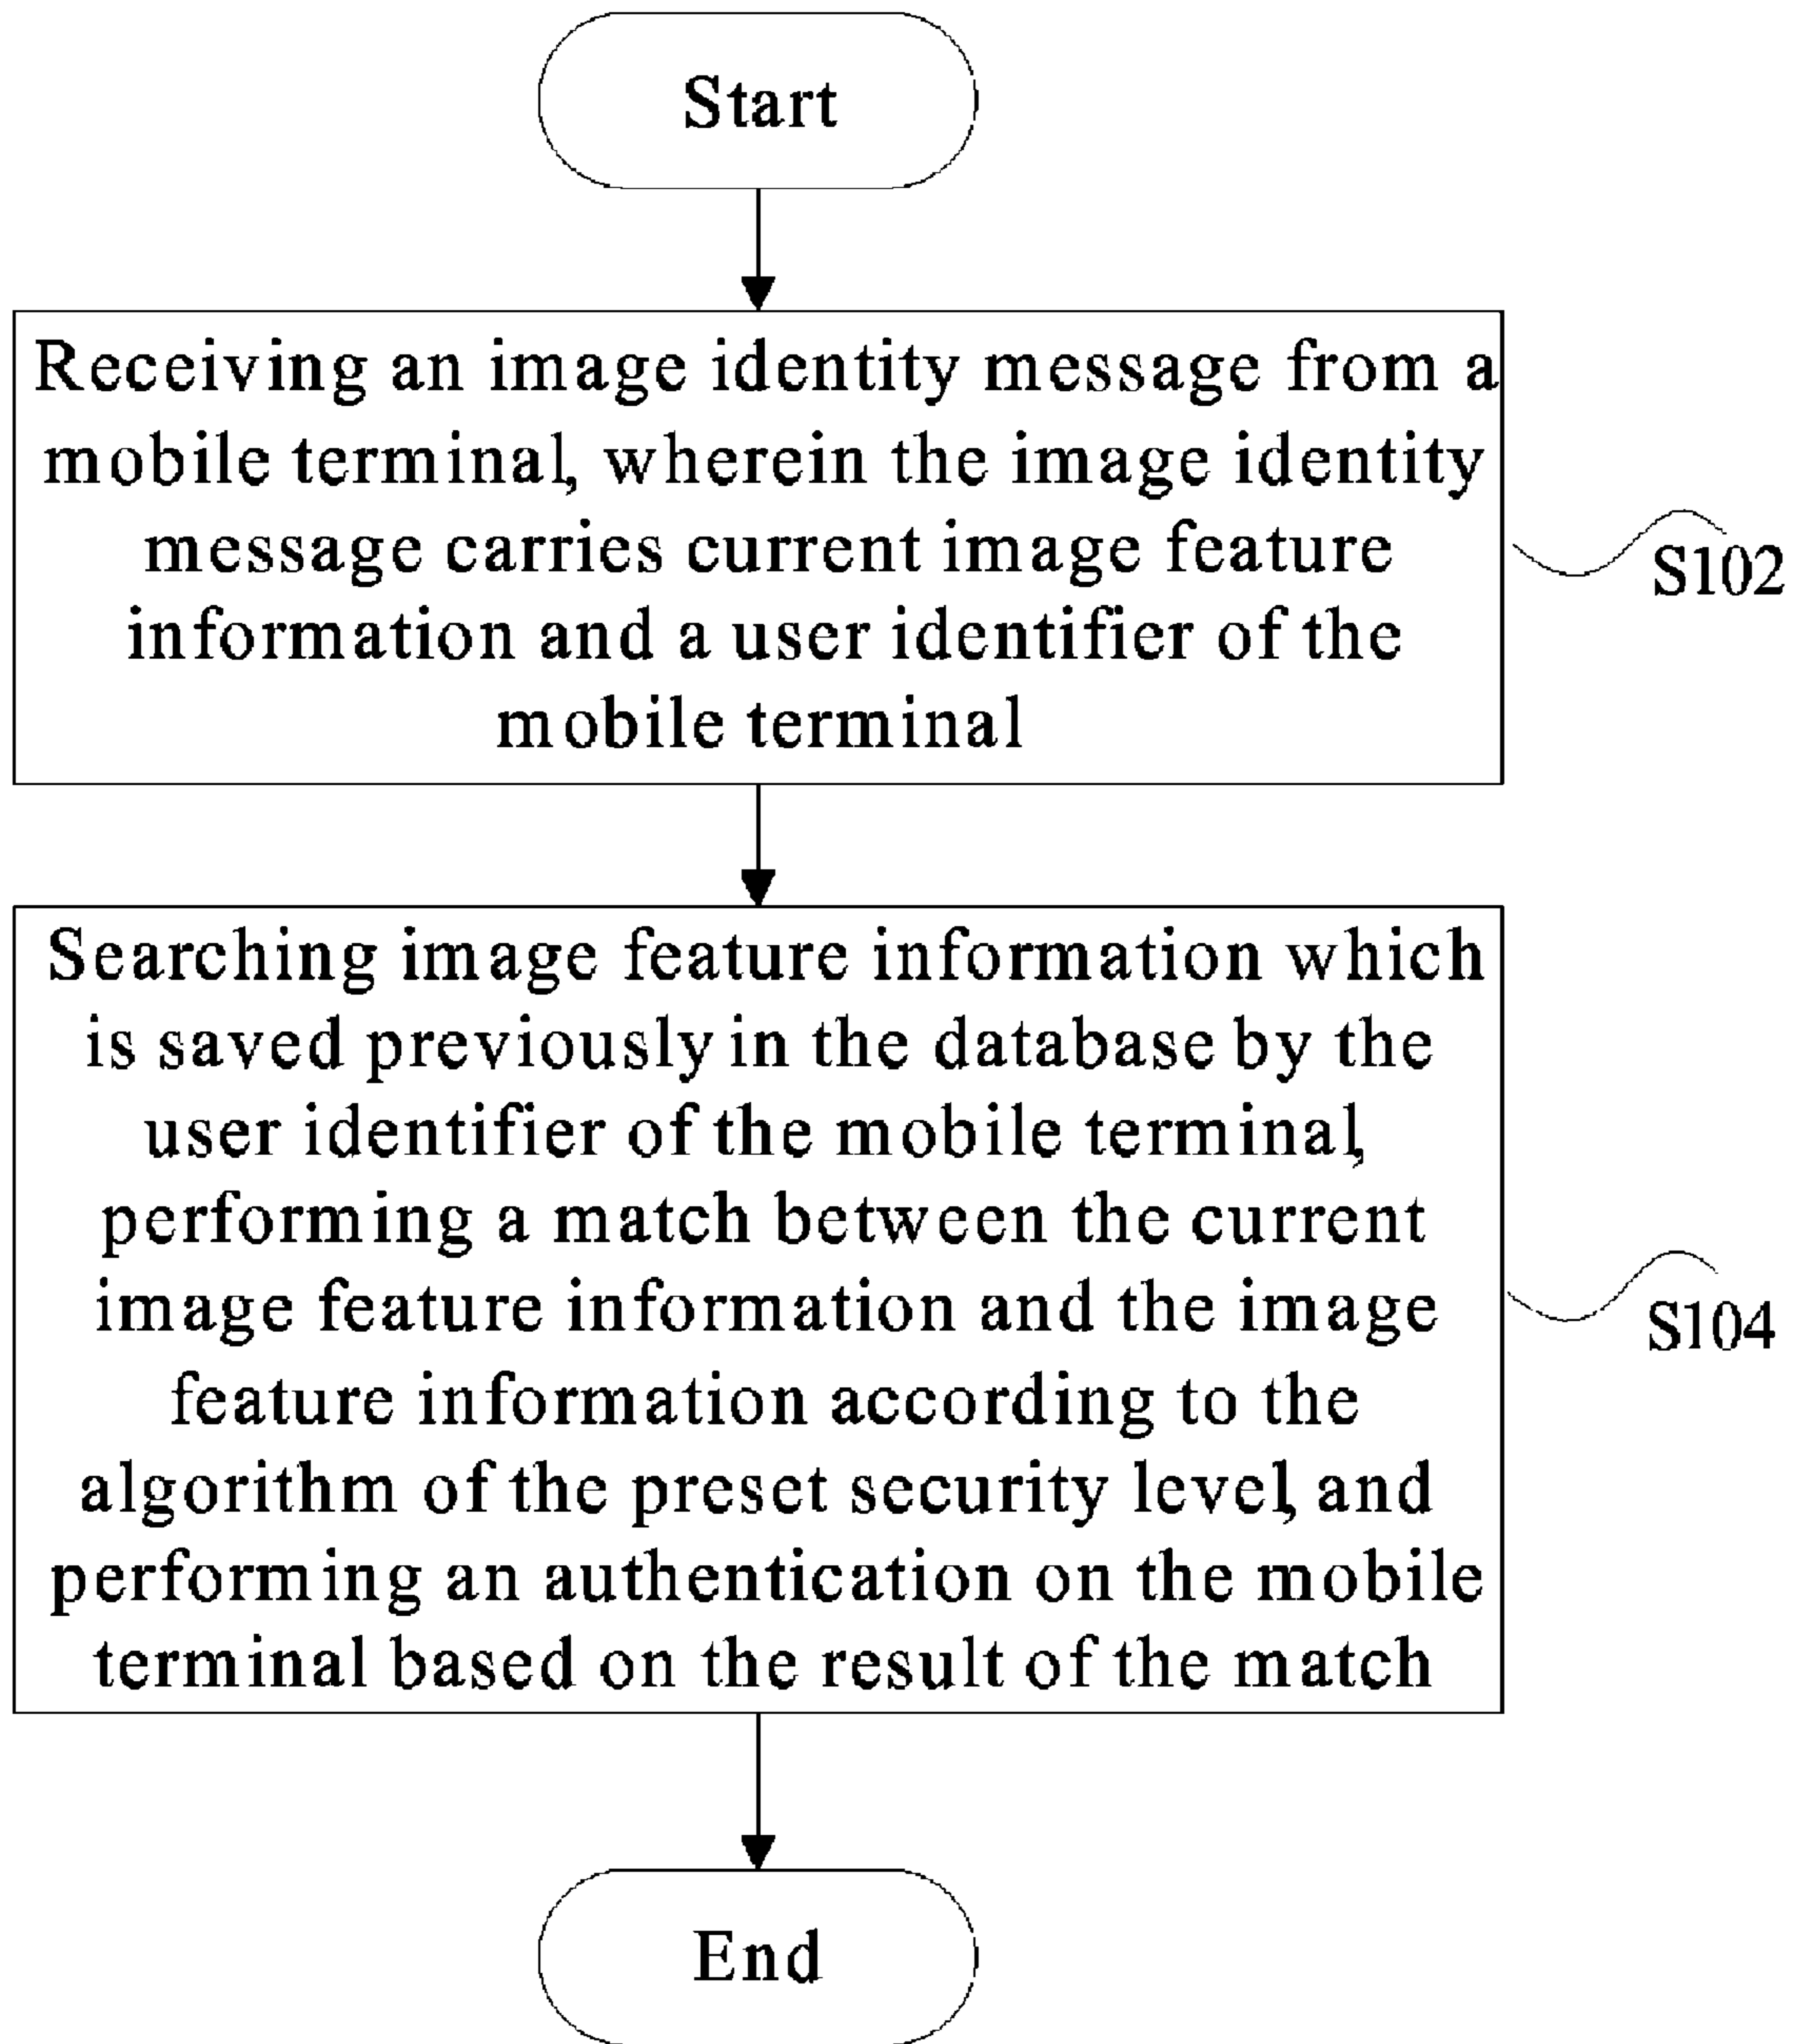 Start
Receiving an image identity message from a
mobile terminal, wherein the image identity
message carries current image feature
information and a user identifier of the
mobile terminal
S102
Searching image feature information which
is saved previously in the database by the
user identifier of the mobile terminal,
performing a match between the current
image feature information and the image
feature information according to the
algorithm of the preset security level, and
performing an authentication on the mobile
terminal based on the result of the match
S104
End